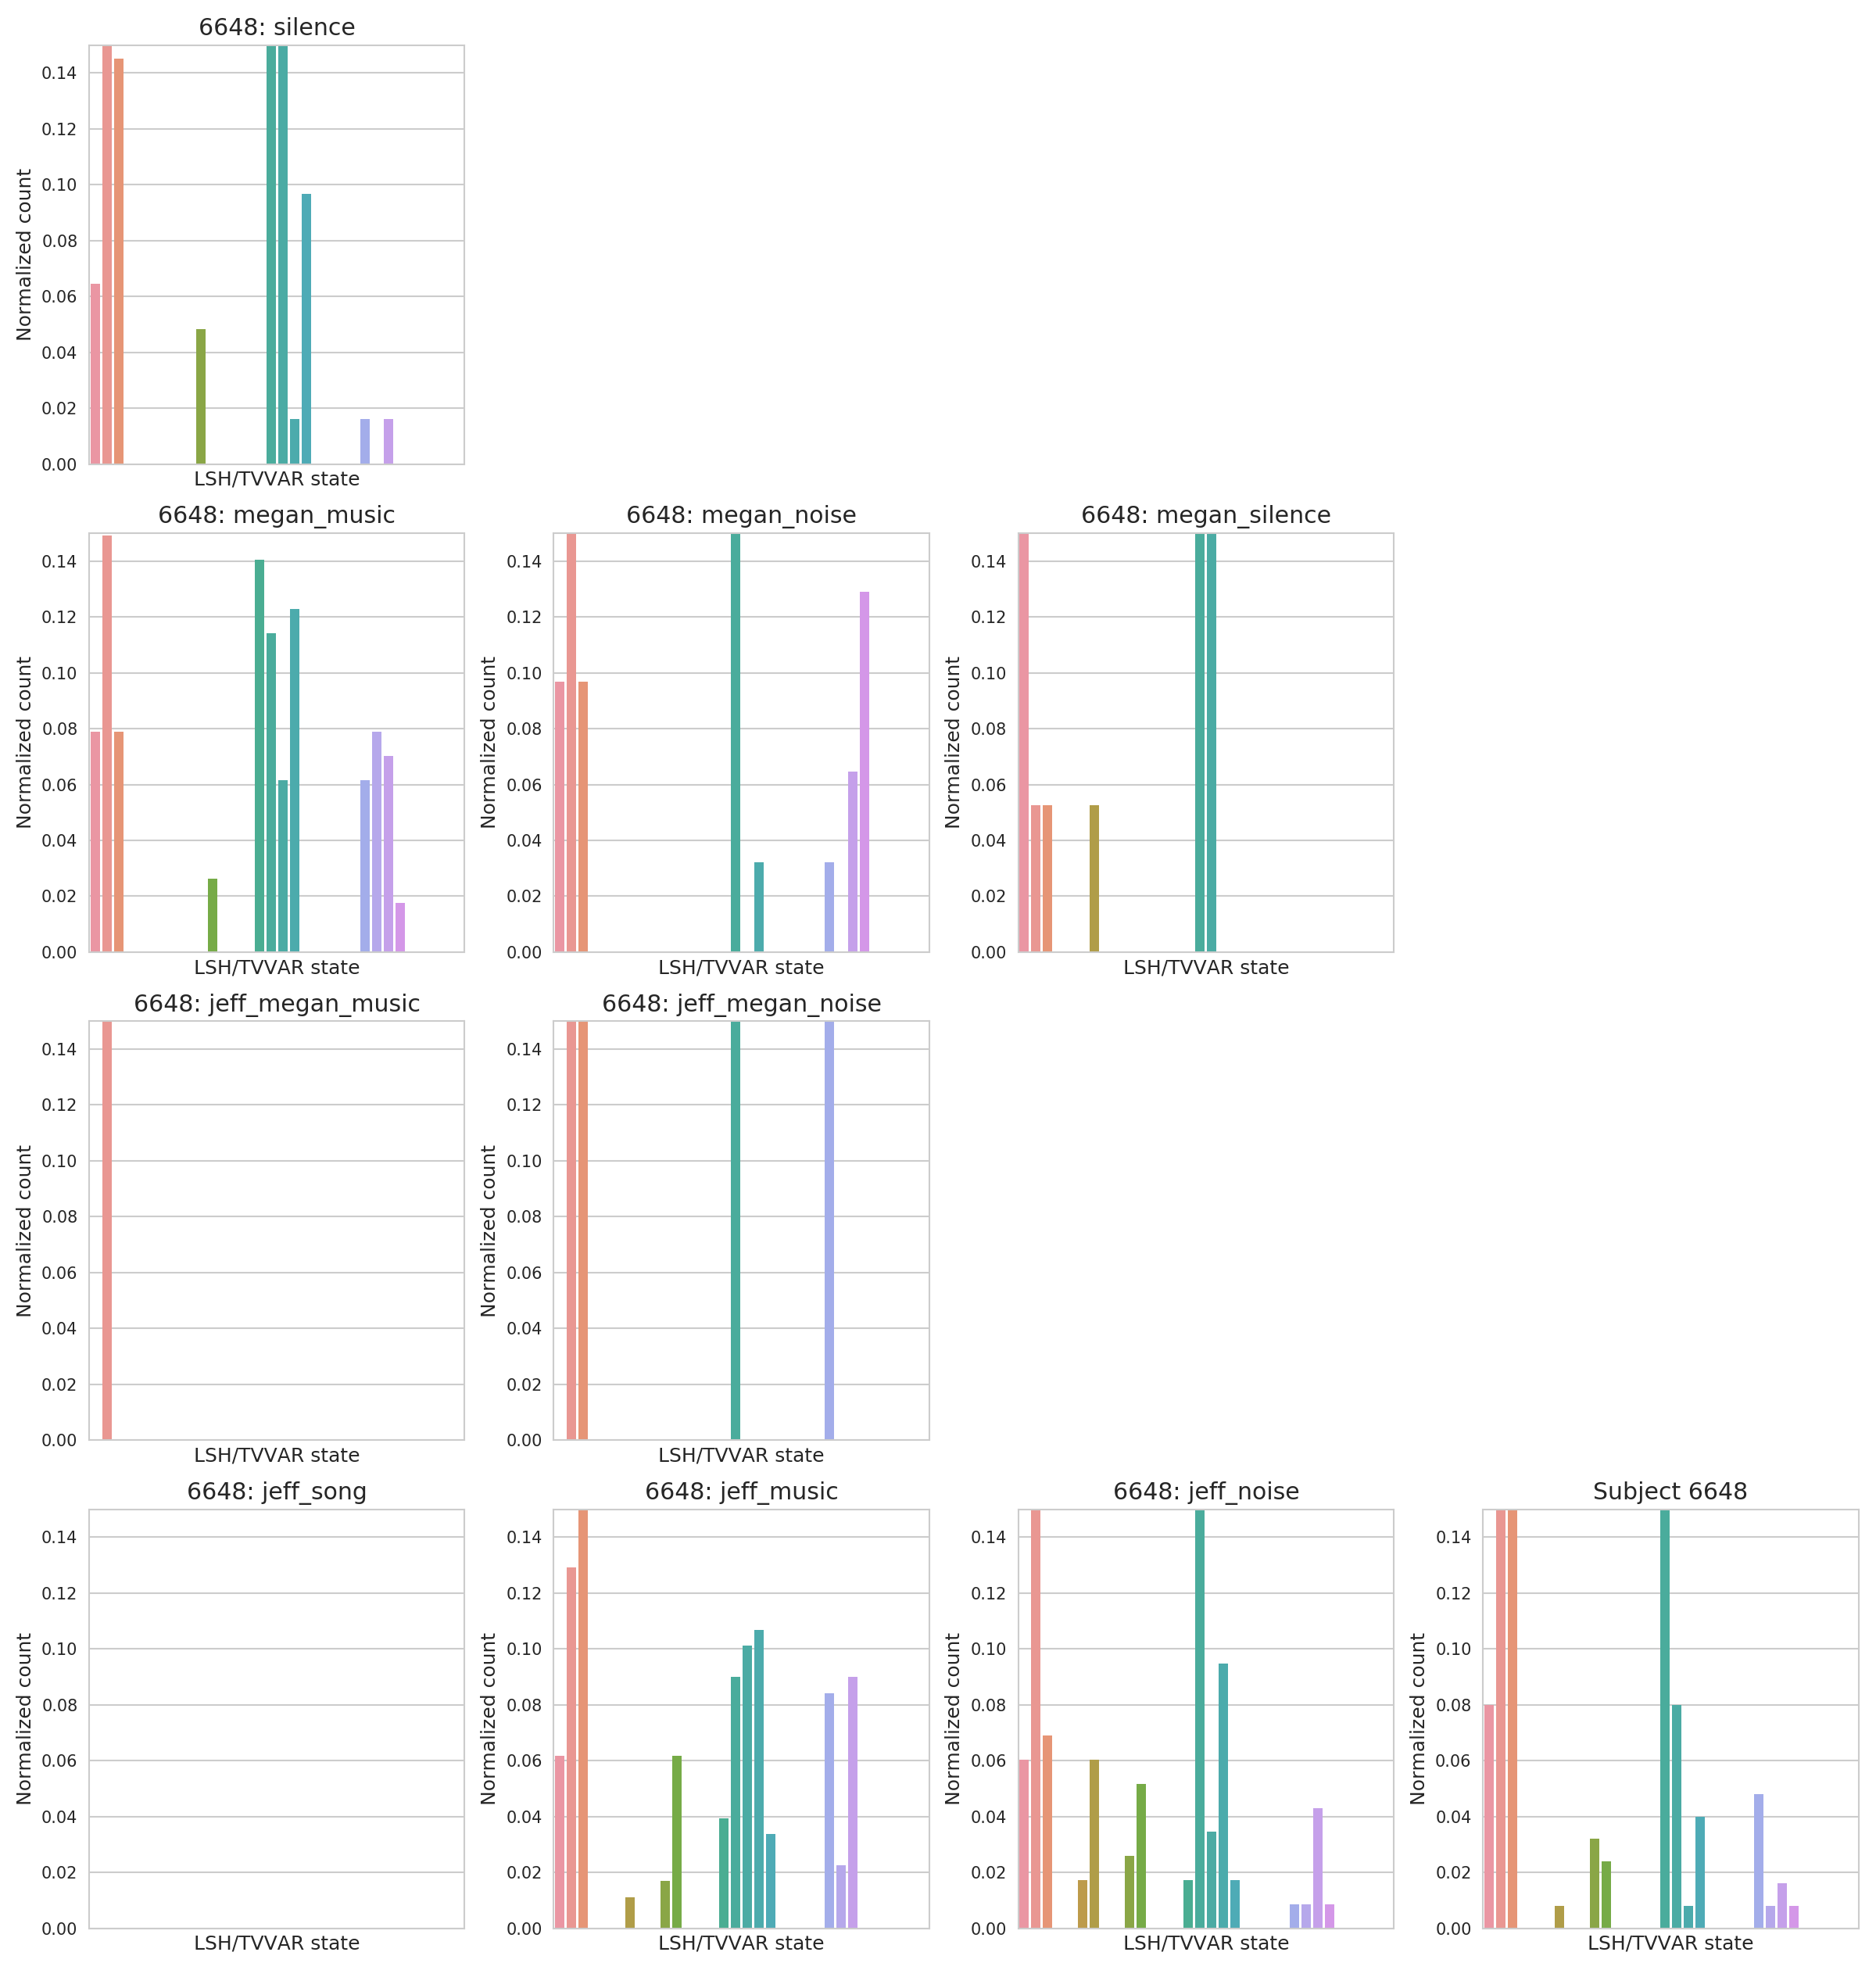 6648: silence
Normalized count
0.14
0.12
0.10
0.08
0.06
0.04
0.02
0.00
LSH/TVVAR state
6648: megan_music
Normalized count
0.14
0.12
0.10
0.08
0.06
0.04
0.02
0.00
LSH/TVVAR state
6648: megan_noise
Normalized count
0.14
0.12
0.10
0.08
0.06
0.04
0.02
0.00
LSH/TVVAR state
6648: megan_silence
Normalized count
0.14
0.12
0.10
0.08
0.06
0.04
0.02
0.00
LSH/TVVAR state
6648: jeff_megan_music
Normalized count
0.14
0.12
0.10
0.08
0.06
0.04
0.02
0.00
LSH/TVVAR state
6648: jeff_megan_noise
Normalized count
0.14
0.12
0.10
0.08
0.06
0.04
0.02
0.00
LSH/TVVAR state
6648: jeff_song
Normalized count
0.14
0.12
0.10
0.08
0.06
0.04
0.02
0.00
LSH/TVVAR state
6648: jeff_music
Normalized count
0.14
0.12
0.10
0.08
0.06
0.04
0.02
0.00
LSH/TVVAR state
6648: jeff_noise
Normalized count
0.14
0.12
0.10
0.08
0.06
0.04
0.02
0.00
LSH/TVVAR state
Subject 6648
Normalized count
0.14
0.12
0.10
0.08
0.06
0.04
0.02
0.00
LSH/TVVAR state